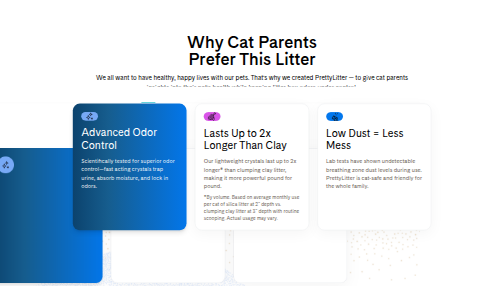 Why Cat Parents
Prefer This Litter
We all want to have healthy, happy lives with our pets. That's why we created PrettyLitter — to give cat parents
Advanced Odor
Control
Scientifically tested for superior odor
control—fast acting crystals trap
urine, absorb moisture, and lock in
odors.
Lasts Up to 2x
Longer Than Clay
Our lightweight crystals last up to 2x
longer* than clumping clay litter,
making it more powerful pound for
pound.
*By volume. Based on average monthly use
per cat of silica litter at 2" depth vs.
clumping clay litter at 3" depth with routine
scooping. Actual usage may vary.
Low Dust = Less
Mess
Lab tests have shown undetectable
breathing zone dust levels during use.
PrettyLitter is cat-safe and friendly for
the whole family.